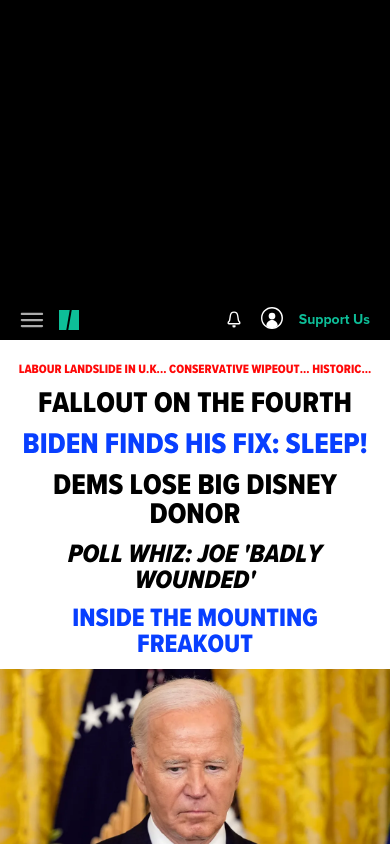 Support Us
LABOUR LANDSLIDE IN U.K... CONSERVATIVE WIPEOUT... HISTORIC...
FALLOUT ON THE FOURTH
BIDEN FINDS HIS FIX: SLEEP!
DEMS LOSE BIG DISNEY
DONOR
POLL WHIZ: JOE 'BADLY
WOUNDED'
INSIDE THE MOUNTING
FREAKOUT